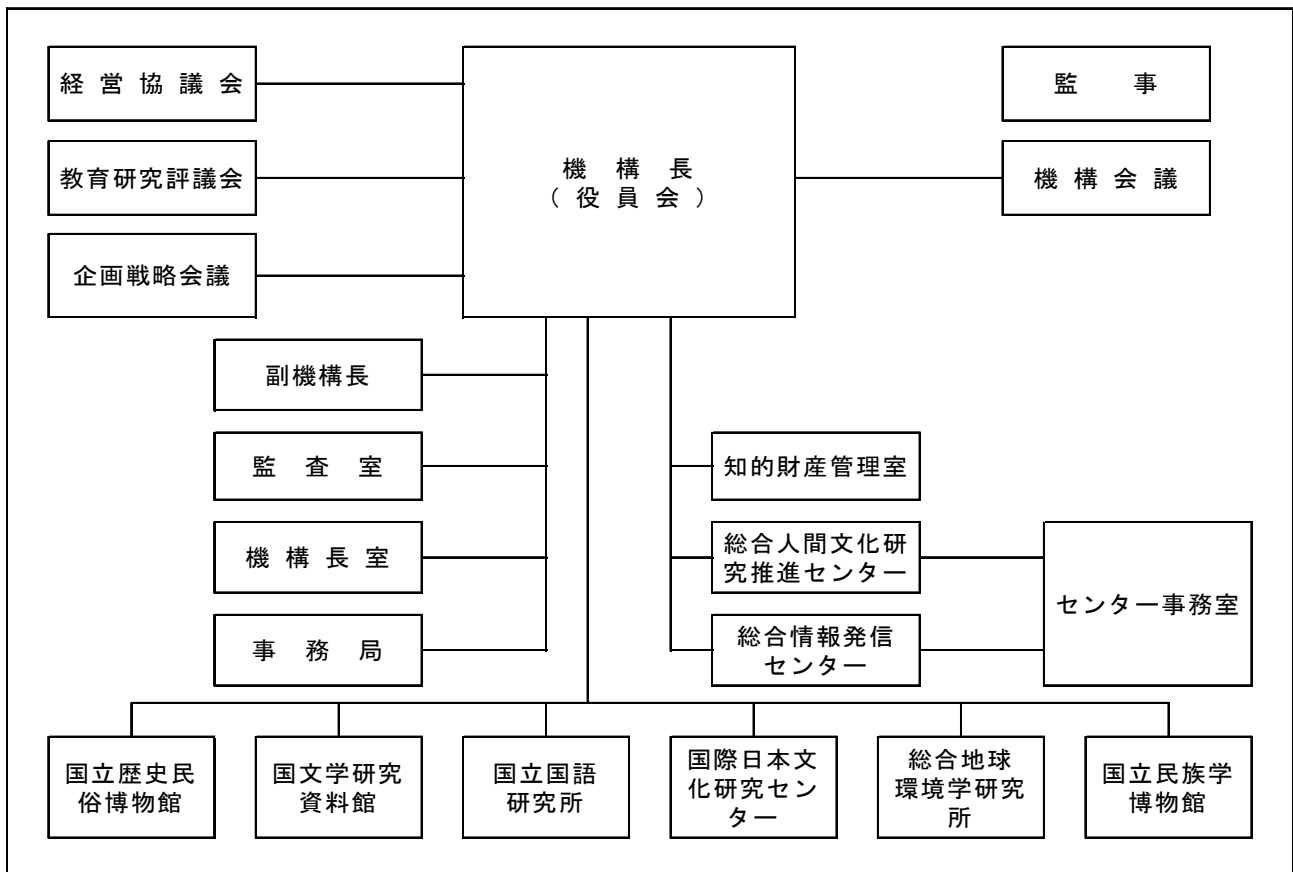 経営協議会
監事
教育研究評議会
機構長
(役員会)
機構会議
企画戦略会議
副機構長
監査室
知的財産管理室
機構長室
総合人間文化研
究推進センター
センター事務室
事務局
総合情報発信
センター
国立歴史民
俗博物館
国文学研究
資料館
国立国語
研究所
国際日本文
化研究セン
ター
総合地球
環境学研究
所
国立民族学
博物館